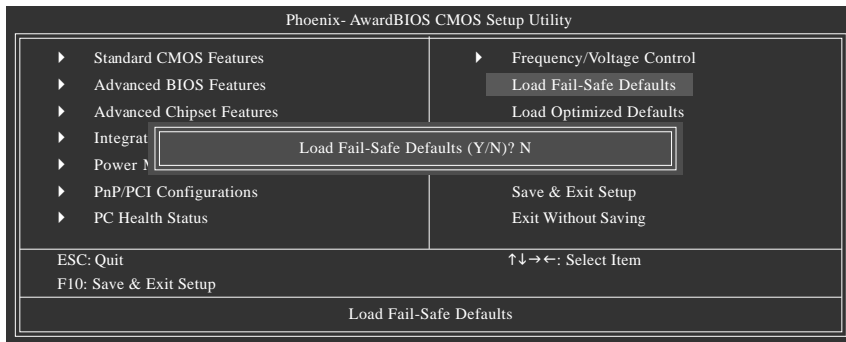 Phoenix- AwardBIOS CMOS Setup Utility
Standard CMOS Features
Advanced BIOS Features
Advanced Chipset Features
Integrat
Power M
PnP/PCI Configurations
PC Health Status
Frequency/Voltage Control
Load Fail-Safe Defaults
Load Optimized Defaults
Load Fail-Safe Defaults (Y/N)? N
Save & Exit Setup
Exit Without Saving
ESC: Quit
↑↓→←: Select Item
F10: Save & Exit Setup
Load Fail-Safe Defaults